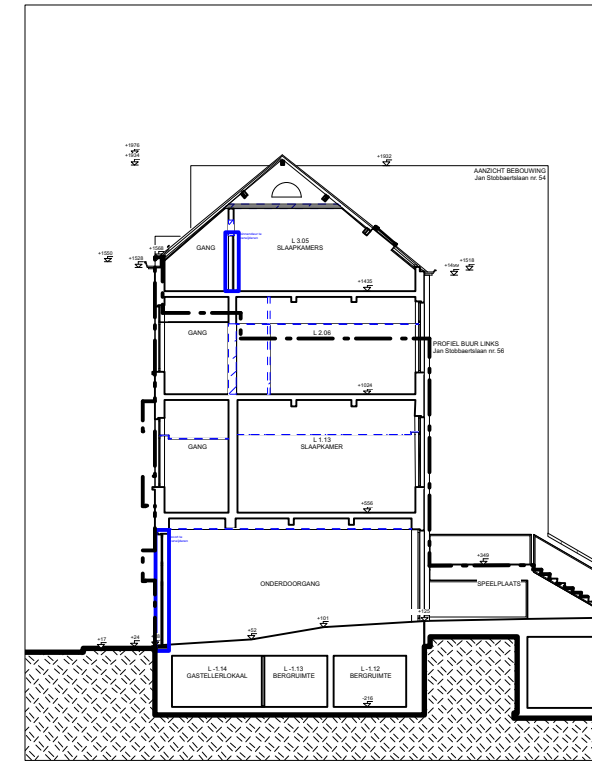 +1976
+1934
+1932
AANZICHT BEBOUWING
Jan Stobbaertslaan nr. 54
+1568
+1553
+1528
GANG
L 3.05
SLAAPKAMERS
+1518
+1435
GANG
L 2.06
PROFIEL BUUR LINKS
Jan Stobbaertslaan nr. 56
+1024
GANG
L 1.13
SLAAPKAMER
+556
+349
ONDERDOORGANG
SPEELPLAATS
+125
+101
+52
+24
+17
L -1.14
GASTELLERLOKAAL
L -1.13
BERGRUIMTE
L -1.12
BERGRUIMTE
-216